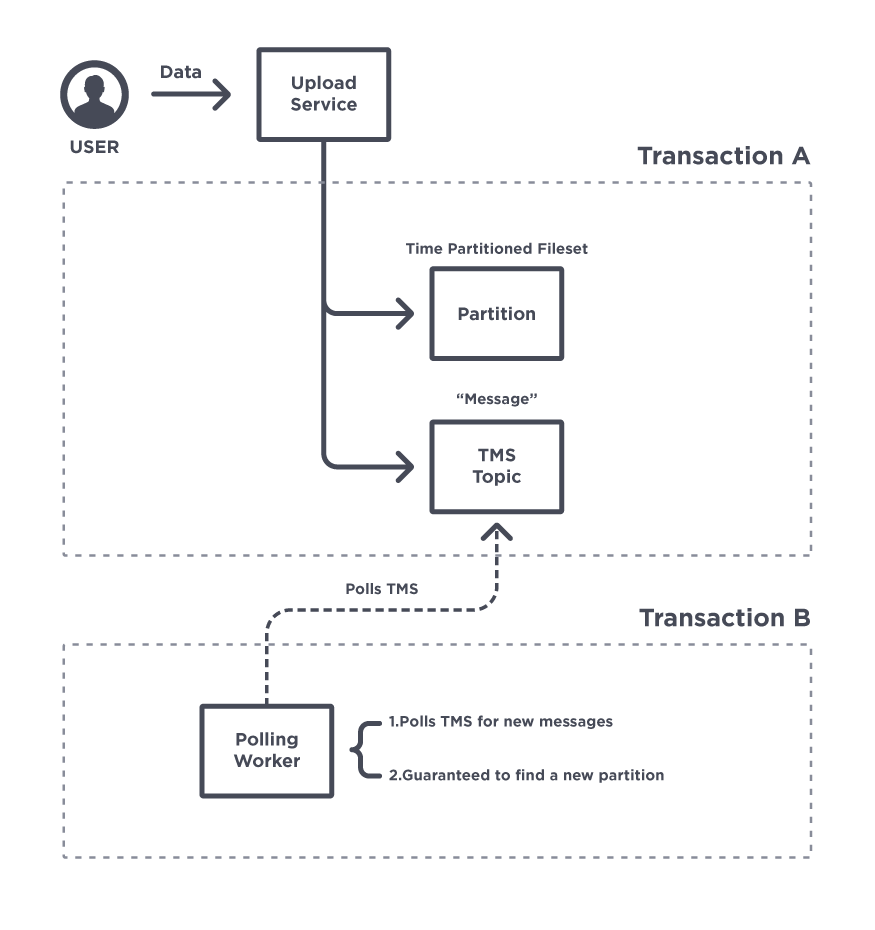 Data
USER
Upload
Service
Transaction A
Time Partitioned Fileset
Partition
“Message”
TMS
Topic
Polls TMS
Transaction B
Polling
Worker
1.Polls TMS for new messages
2.Guaranteed to find a new partition